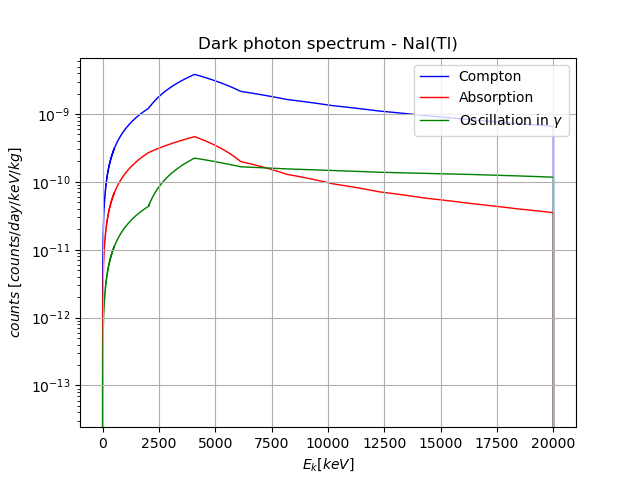 Dark photon spectrum - NaI(Tl)
Compton
Absorption
Oscillation in γ
counts [counts/day/keV/kg]
10⁻⁹
10⁻¹⁰
10⁻¹¹
10⁻¹²
10⁻¹³
0 2500 5000 7500 10000 12500 15000 17500 20000
Eₖ[keV]